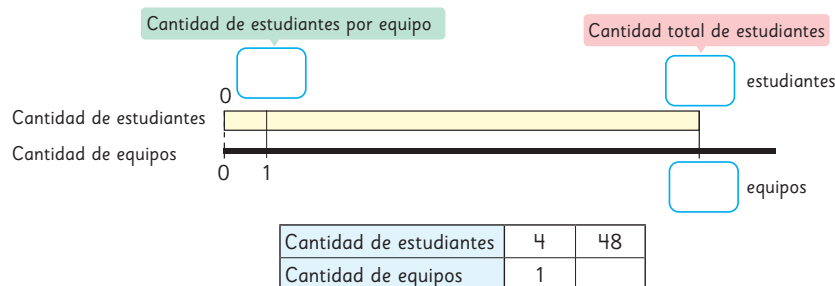 Cantidad de estudiantes por equipo
Cantidad total de estudiantes
estudiantes
0
Cantidad de estudiantes
Cantidad de equipos
0 1
equipos
Cantidad de estudiantes 4 48
Cantidad de equipos 1